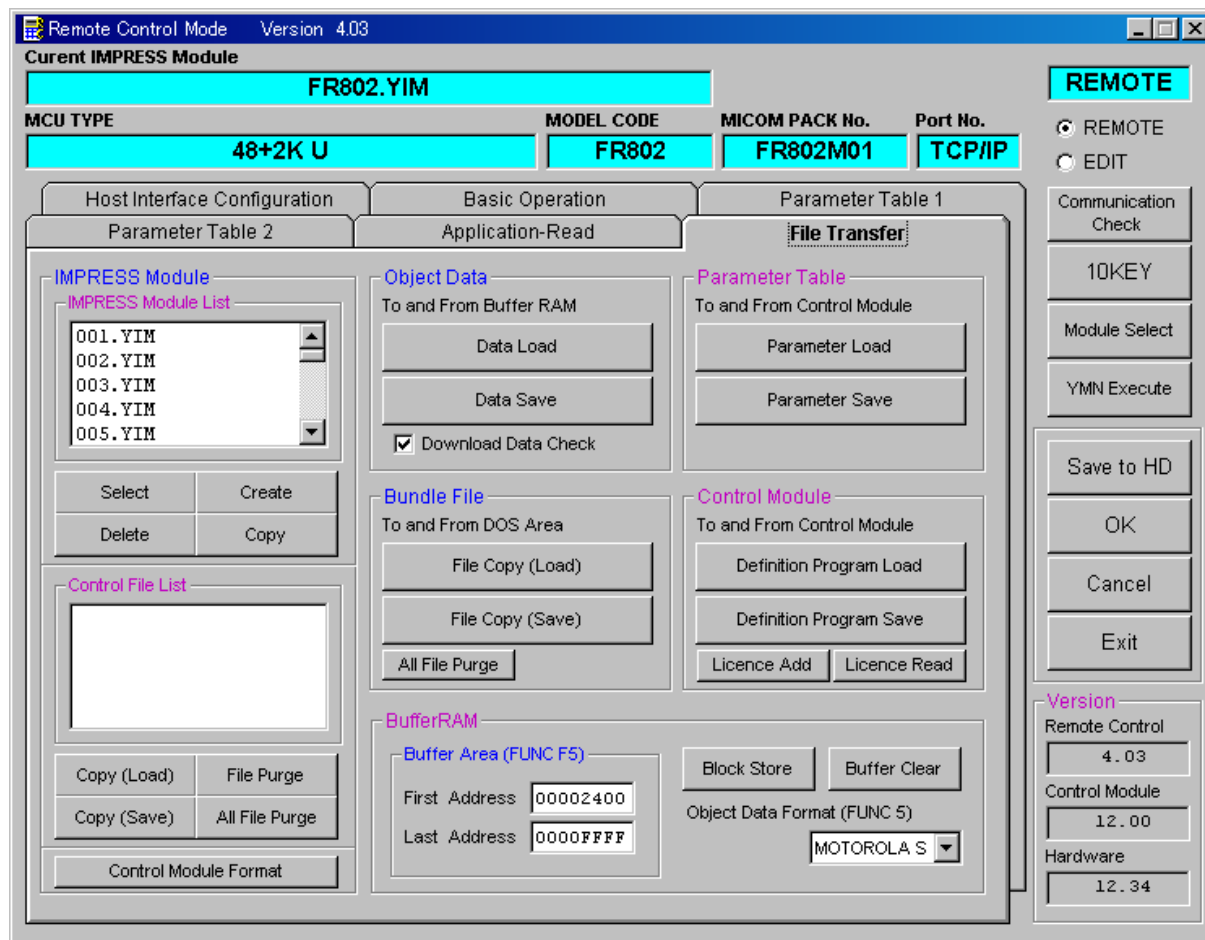 Remote Control Mode Version 4.03
Curent IMPRESS Module
FR802.YIM
REMOTE
MCU TYPE
MODEL CODE
MICOM PACK No.
Port No.
48+2K U
FR802
FR802M01
TCP/IP
REMOTE
EDIT
Host Interface Configuration
Basic Operation
Parameter Table 1
Parameter Table 2
Application-Read
File Transfer
IMPRESS Module
IMPRESS Module List
001.YIM
002.YIM
003.YIM
004.YIM
005.YIM
Select
Create
Delete
Copy
Control File List
Copy (Load)
File Purge
Copy (Save)
All File Purge
Control Module Format
Object Data
To and From Buffer RAM
Data Load
Data Save
Download Data Check
Parameter Table
To and From Control Module
Parameter Load
Parameter Save
Bundle File
To and From DOS Area
File Copy (Load)
File Copy (Save)
All File Purge
Control Module
To and From Control Module
Definition Program Load
Definition Program Save
Licence Add
Licence Read
BufferRAM
Buffer Area (FUNC F5)
First Address 00002400
Last Address 0000FFFF
Block Store
Buffer Clear
Object Data Format (FUNC 5)
MOTOROLA S
Communication
Check
10KEY
Module Select
YMN Execute
Save to HD
OK
Cancel
Exit
Version
Remote Control
4.03
Control Module
12.00
Hardware
12.34